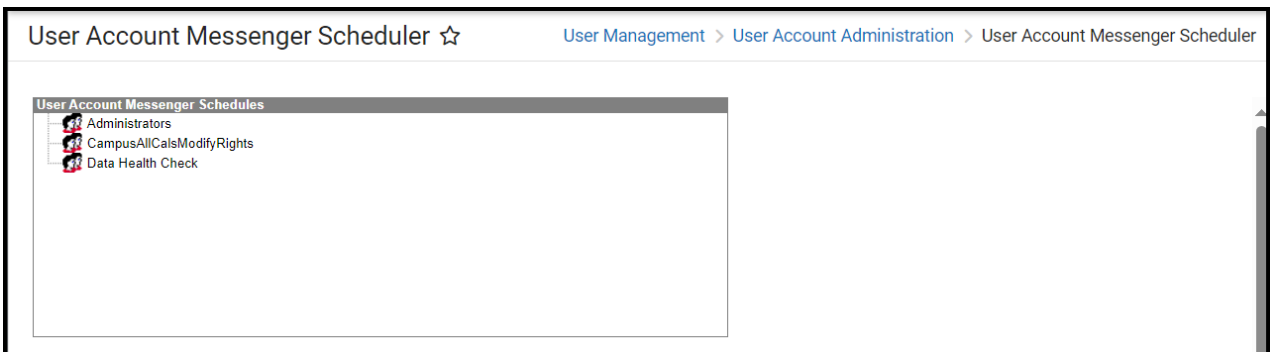 User Account Messenger Scheduler ☆
User Management > User Account Administration > User Account Messenger Scheduler
User Account Messenger Schedules
Administrators
CampusAllCalsModifyRights
Data Health Check